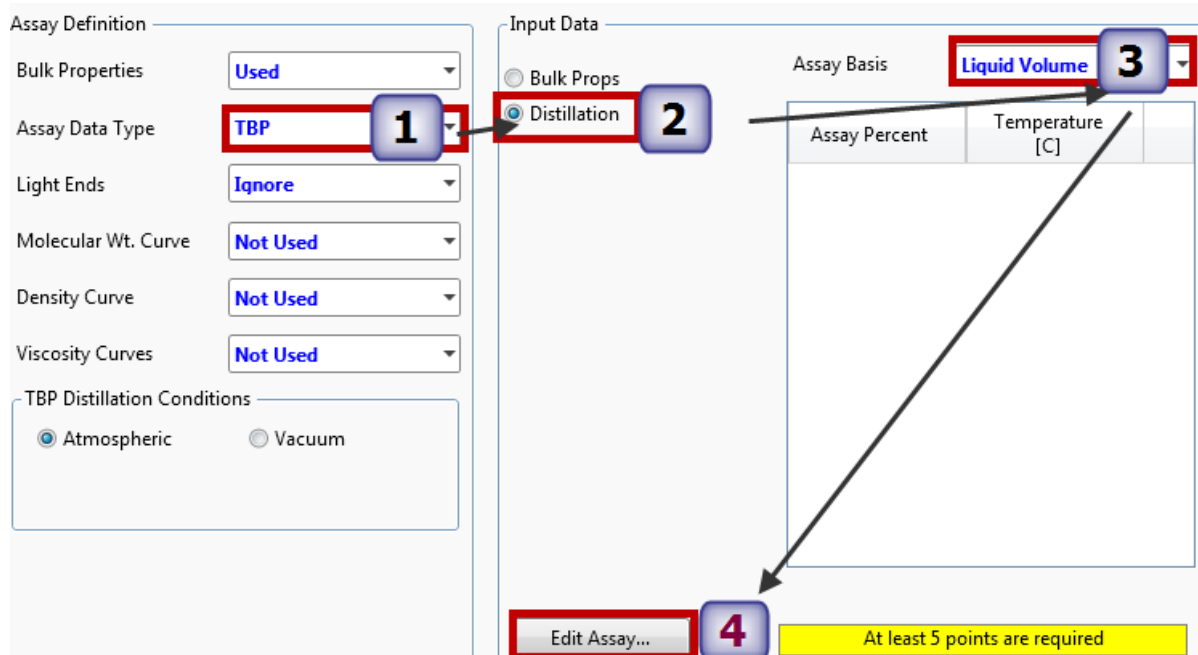 Assay Definition
Bulk Properties
Used
Assay Data Type
TBP
1
Light Ends
Ignore
Molecular Wt. Curve
Not Used
Density Curve
Not Used
Viscosity Curves
Not Used
TBP Distillation Conditions
Atmospheric
Vacuum
Input Data
Bulk Props
Distillation
2
Assay Basis
Liquid Volume
3
Assay Percent
Temperature
[C]
Edit Assay...
4
At least 5 points are required